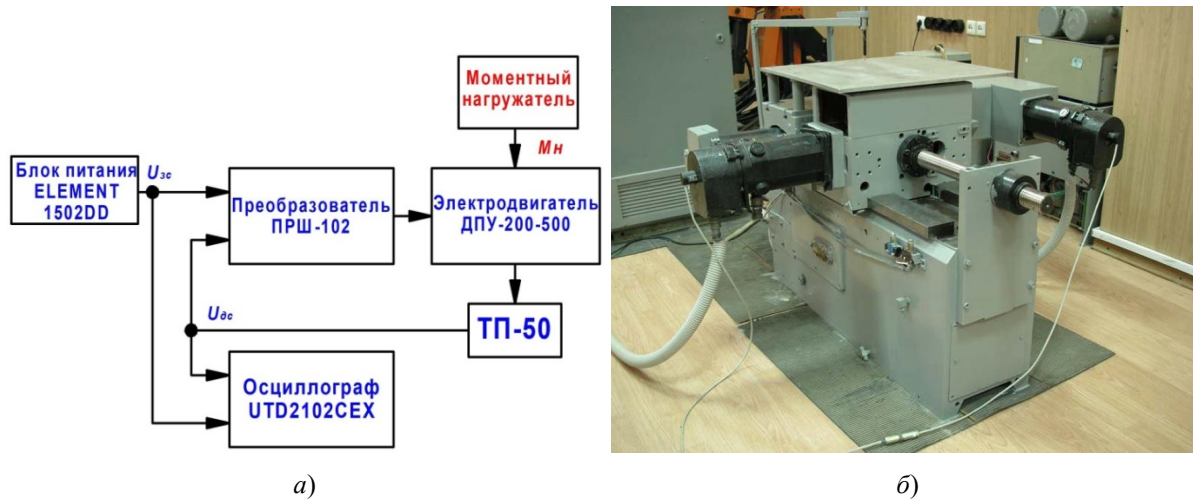 Моментный
нагружатель
Мн
Блок питания
ELEMENT
1502DD
Uзс
Преобразователь
ПРШ-102
Электродвигатель
ДПУ-200-500
Uдс
ТП-50
Осциллограф
UTD2102CEX
а)
б)